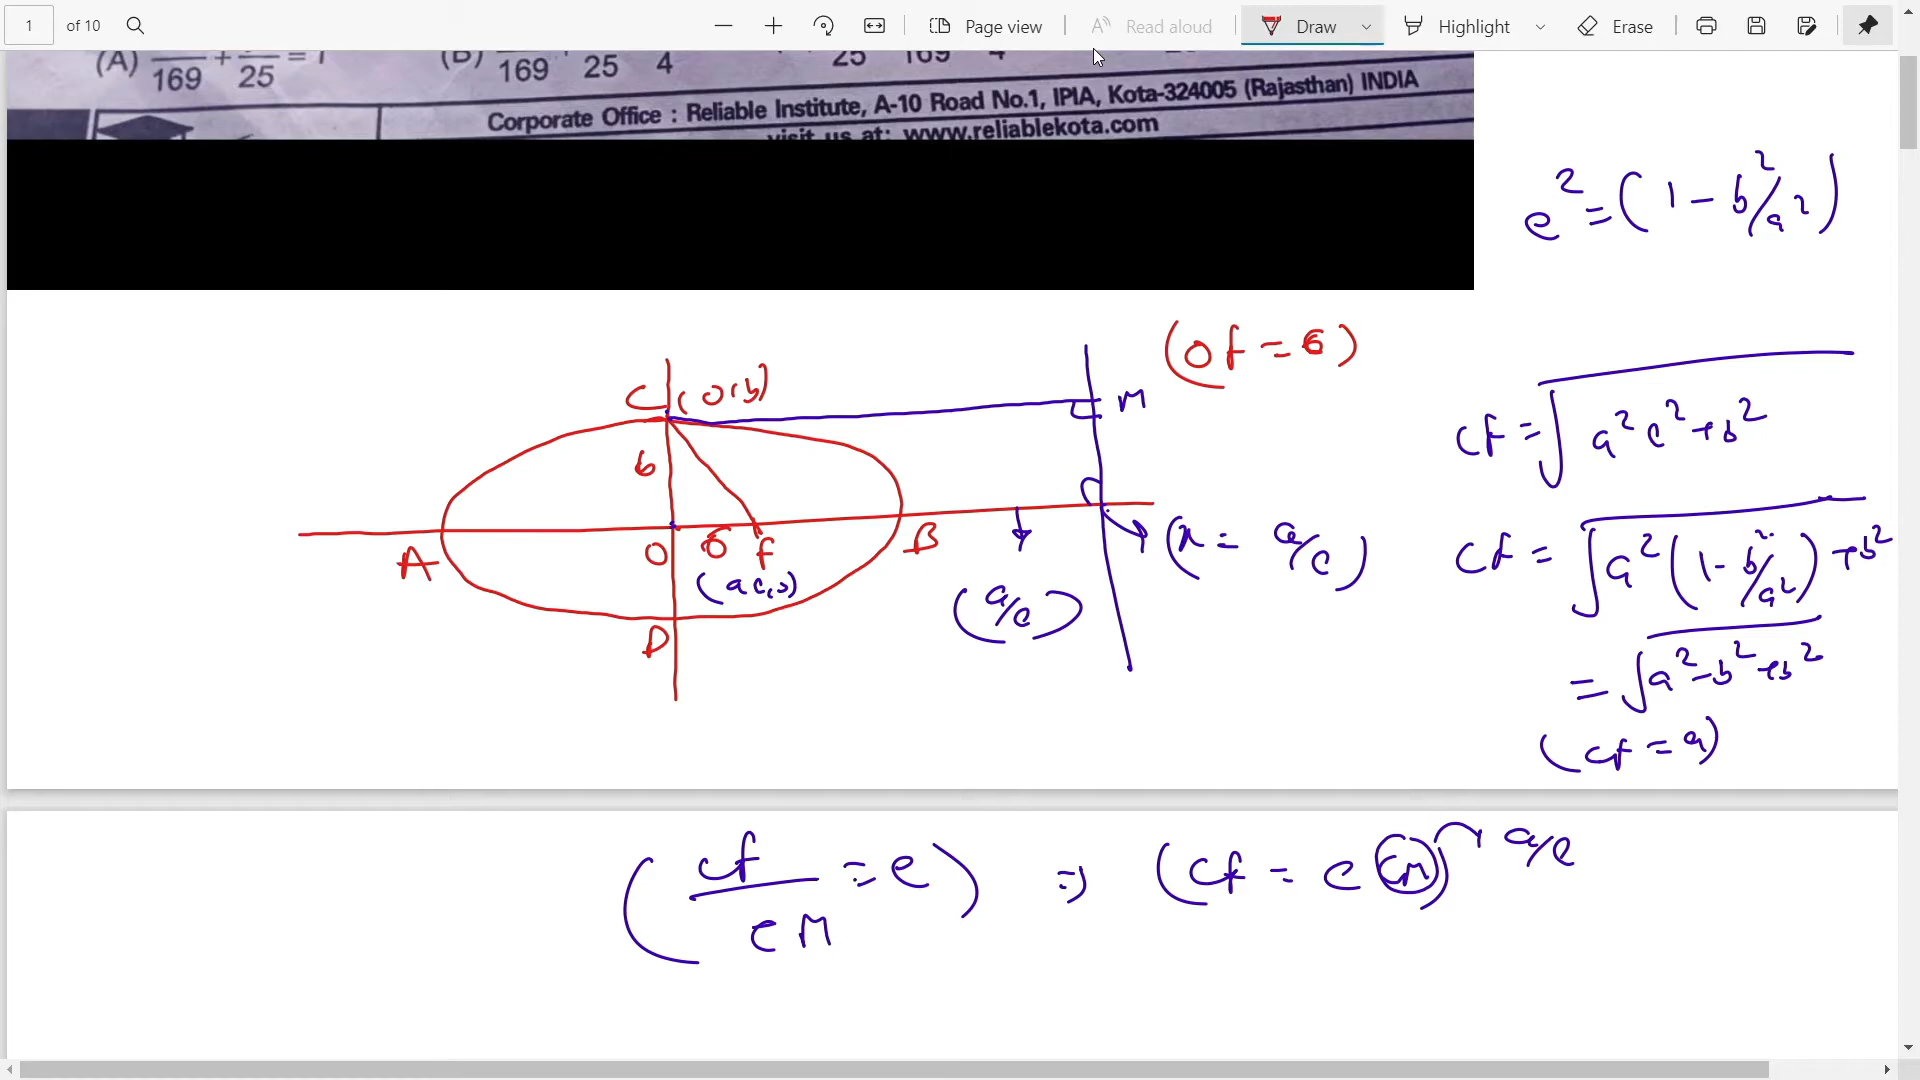 1 of 10 Page view Read aloud Draw Highlight Erase
(A) 169 + 25 = 1 (B) 169 + 25 4 25 169 4
Corporate Office : Reliable Institute, A-10 Road No.1, IPIA, Kota-324005 (Rajasthan) INDIA
visit us at: www.reliablekota.com
e² = (1 - b²/a²)
(OF = 6)
C (0,b)
M
CF = √a²e² + b²
b
A O 6 F B
(ae,0)
(x = a/e)
(a/e)
CF = √a²(1 - b²/a²) + b²
D
= √a² - b² + b²
(CF = a)
(CF/CM = e) ⇒ (CF = e CM) a/e